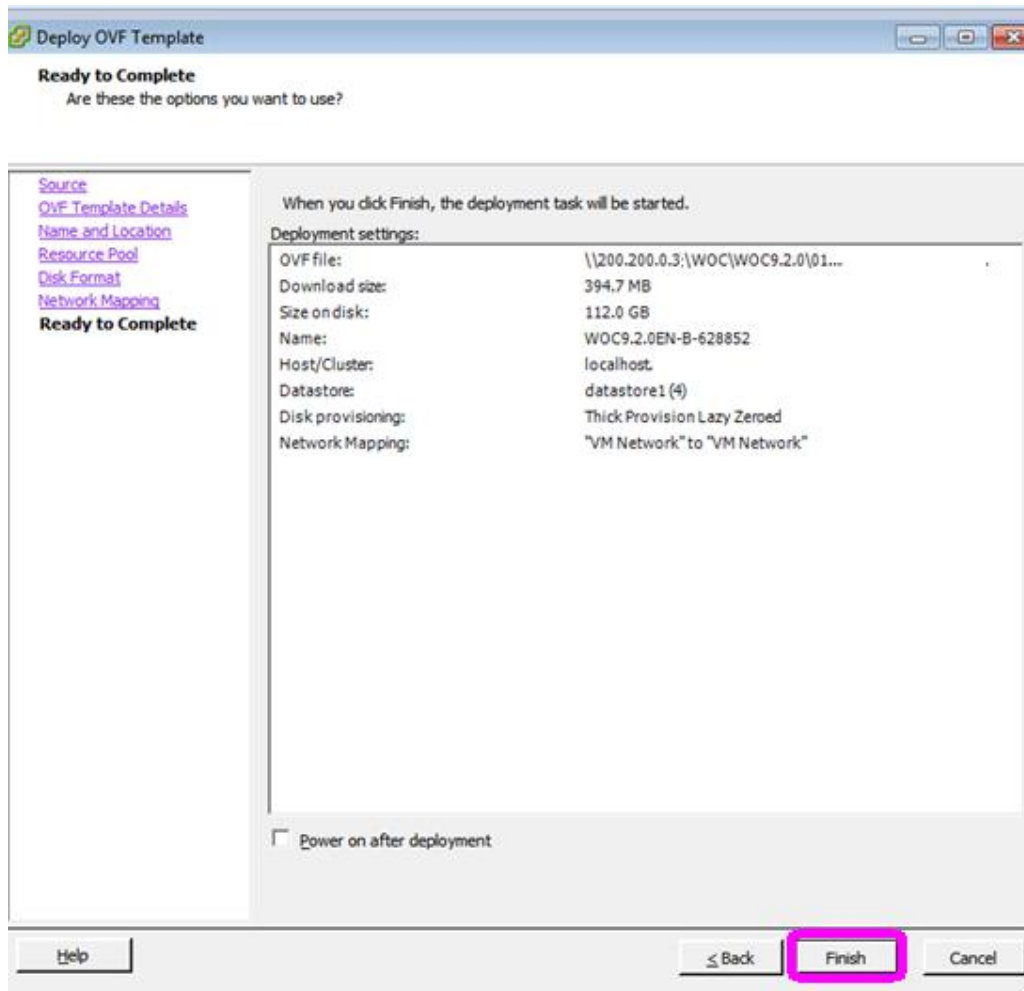 Deploy OVF Template
Ready to Complete
Are these the options you want to use?
Source
OVF Template Details
Name and Location
Resource Pool
Disk Format
Network Mapping
Ready to Complete
When you click Finish, the deployment task will be started.
Deployment settings:
OVF file: \\200.200.0.3;\WOC\WOC9.2.0\01... .
Download size: 394.7 MB
Size on disk: 112.0 GB
Name: WOC9.2.0EN-B-628852
Host/Cluster: localhost.
Datastore: datastore1 (4)
Disk provisioning: Thick Provision Lazy Zeroed
Network Mapping: "VM Network" to "VM Network"
Power on after deployment
Help
≤ Back
Finish
Cancel